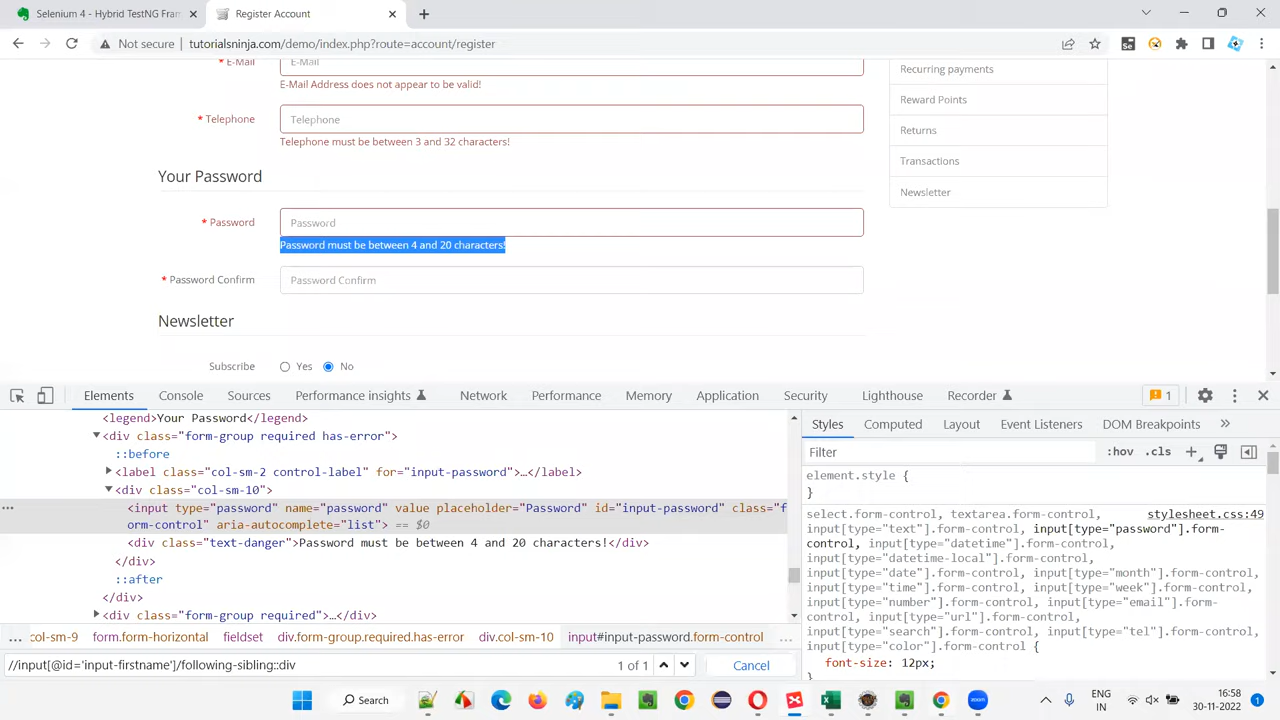 Selenium 4 - Hybrid TestNG Fram
Register Account
Not secure
tutorialsninja.com/demo/index.php?route=account/register
* E-Mail
E-Mail
E-Mail Address does not appear to be valid!
* Telephone
Telephone
Telephone must be between 3 and 32 characters!
Your Password
* Password
Password
Password must be between 4 and 20 characters!
* Password Confirm
Password Confirm
Newsletter
Subscribe
Yes
No
Recurring payments
Reward Points
Returns
Transactions
Newsletter
Elements
Console
Sources
Performance insights
Network
Performance
Memory
Application
Security
Lighthouse
Recorder
1
<legend>Your Password</legend>
<div class="form-group required has-error">
::before
<label class="col-sm-2 control-label" for="input-password">…</label>
<div class="col-sm-10">
<input type="password" name="password" value placeholder="Password" id="input-password" class="f
orm-control" aria-autocomplete="list"> == $0
<div class="text-danger">Password must be between 4 and 20 characters!</div>
</div>
::after
</div>
<div class="form-group required">…</div>
... col-sm-9 form.form-horizontal fieldset div.form-group.required.has-error div.col-sm-10 input#input-password.form-control ...
//input[@id='input-firstname']/following-sibling::div
1 of 1
Cancel
Styles
Computed
Layout
Event Listeners
DOM Breakpoints
Filter
:hov .cls
element.style {
}
select.form-control, textarea.form-control, stylesheet.css:49
input[type="text"].form-control, input[type="password"].form-
control, input[type="datetime"].form-control,
input[type="datetime-local"].form-control,
input[type="date"].form-control, input[type="month"].form-control,
input[type="time"].form-control, input[type="week"].form-control,
input[type="number"].form-control, input[type="email"].form-
control, input[type="url"].form-control,
input[type="search"].form-control, input[type="tel"].form-control,
input[type="color"].form-control {
font-size: 12px;
}
Search
ENG
IN
16:58
30-11-2022
1